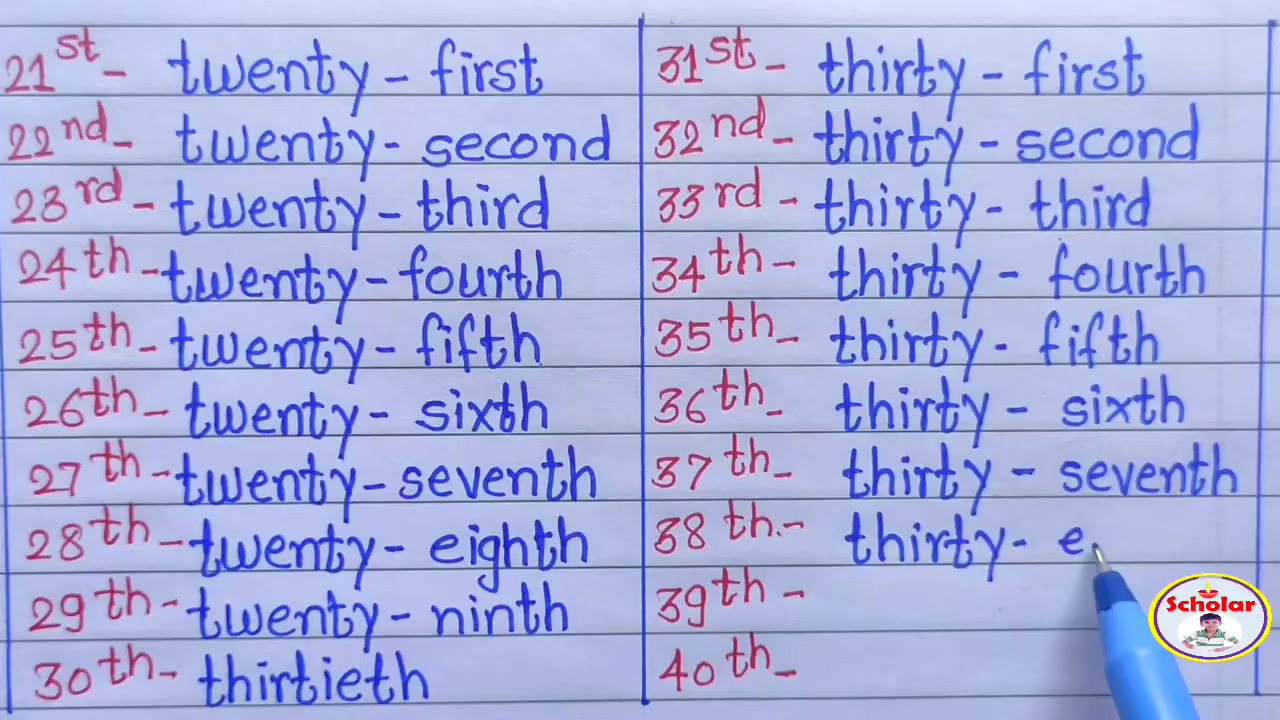 21st- twenty-first
22nd- twenty-second
23rd- twenty-third
24th- twenty-fourth
25th- twenty-fifth
26th- twenty-sixth
27th- twenty-seventh
28th- twenty-eighth
29th- twenty-ninth
30th- thirtieth
31st- thirty-first
32nd- thirty-second
33rd- thirty-third
34th- thirty-fourth
35th- thirty-fifth
36th- thirty-sixth
37th- thirty-seventh
38th.- thirty-e
39th-
40th-
Scholar